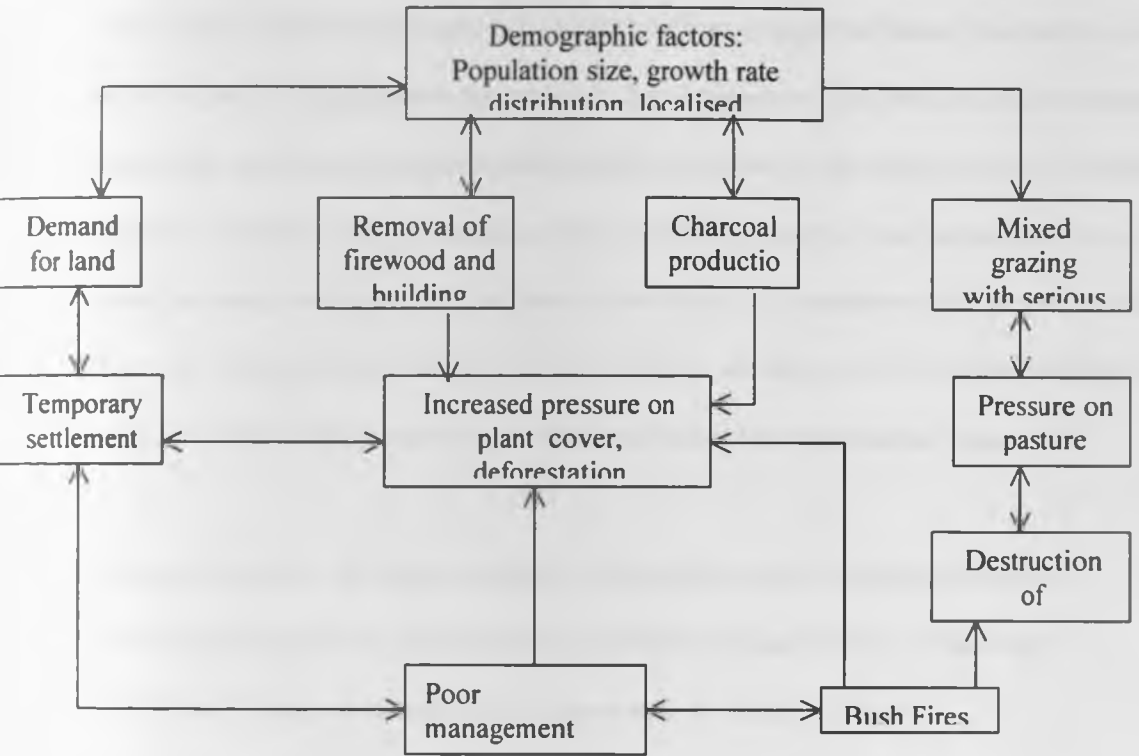 Demographic factors:
Population size, growth rate
distribution, localised
Demand
for land
Removal of
firewood and
building
Charcoal
productio
Mixed
grazing
with serious
Temporary
settlement
Increased pressure on
plant cover,
deforestation
Pressure on
pasture
Destruction
of
Poor
management
Bush Fires